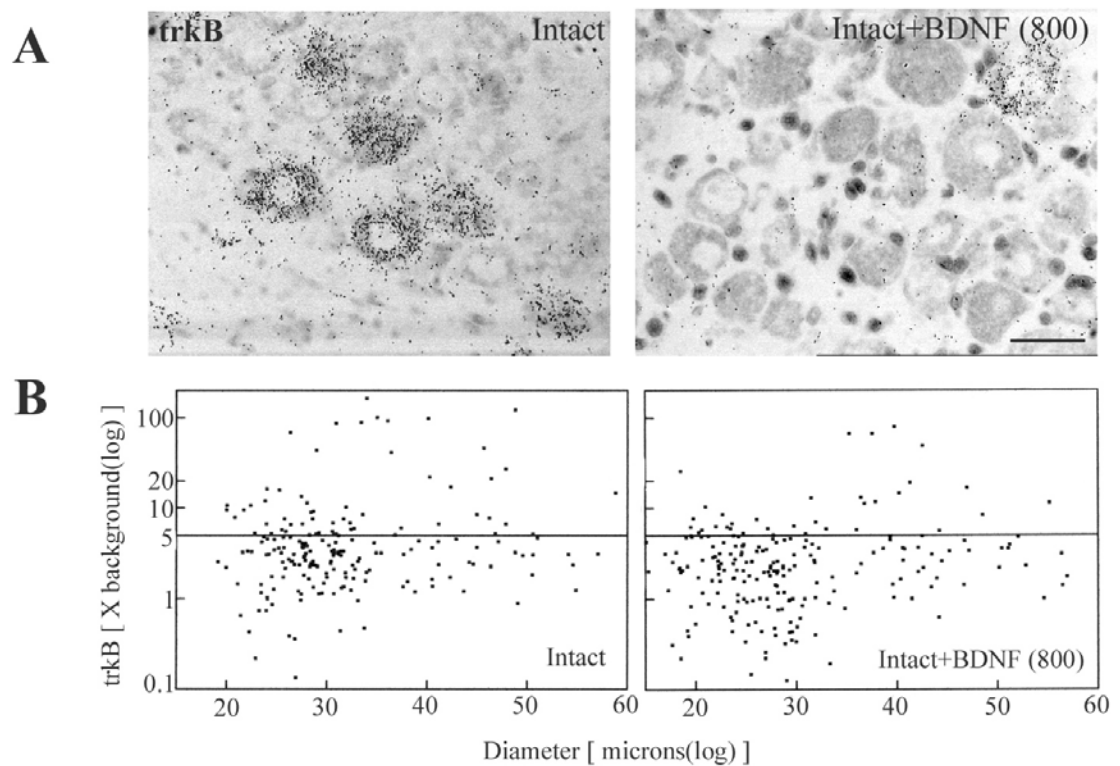 A
trkB
Intact
Intact+BDNF (800)
B
trkB [ X background(log) ]
100
20
10
5
1
0.1
Intact
Intact+BDNF (800)
20 30 40 50 60
20 30 40 50 60
Diameter [ microns(log) ]